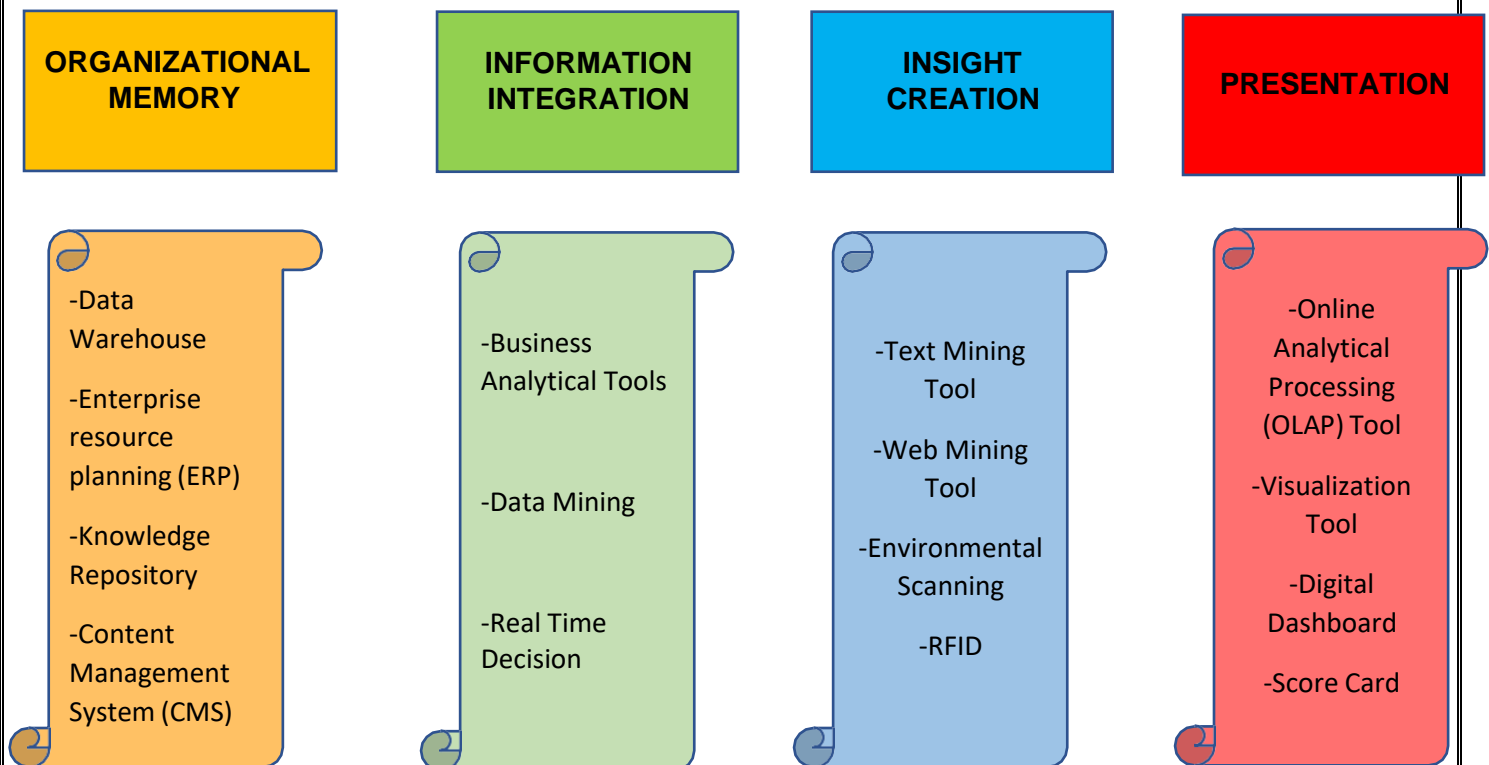 ORGANIZATIONAL
MEMORY
INFORMATION
INTEGRATION
INSIGHT
CREATION
PRESENTATION
-Data
Warehouse
-Enterprise
resource
planning (ERP)
-Knowledge
Repository
-Content
Management
System (CMS)
-Business
Analytical Tools
-Data Mining
-Real Time
Decision
-Text Mining
Tool
-Web Mining
Tool
-Environmental
Scanning
-RFID
-Online
Analytical
Processing
(OLAP) Tool
-Visualization
Tool
-Digital
Dashboard
-Score Card